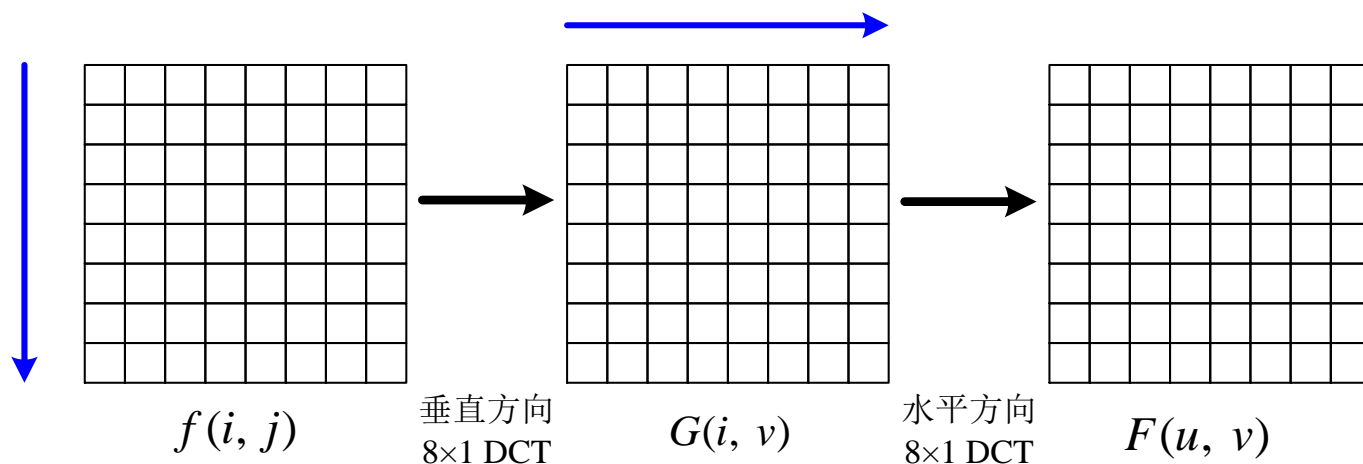 f(i, j)
垂直方向
8×1 DCT
G(i, v)
水平方向
8×1 DCT
F(u, v)